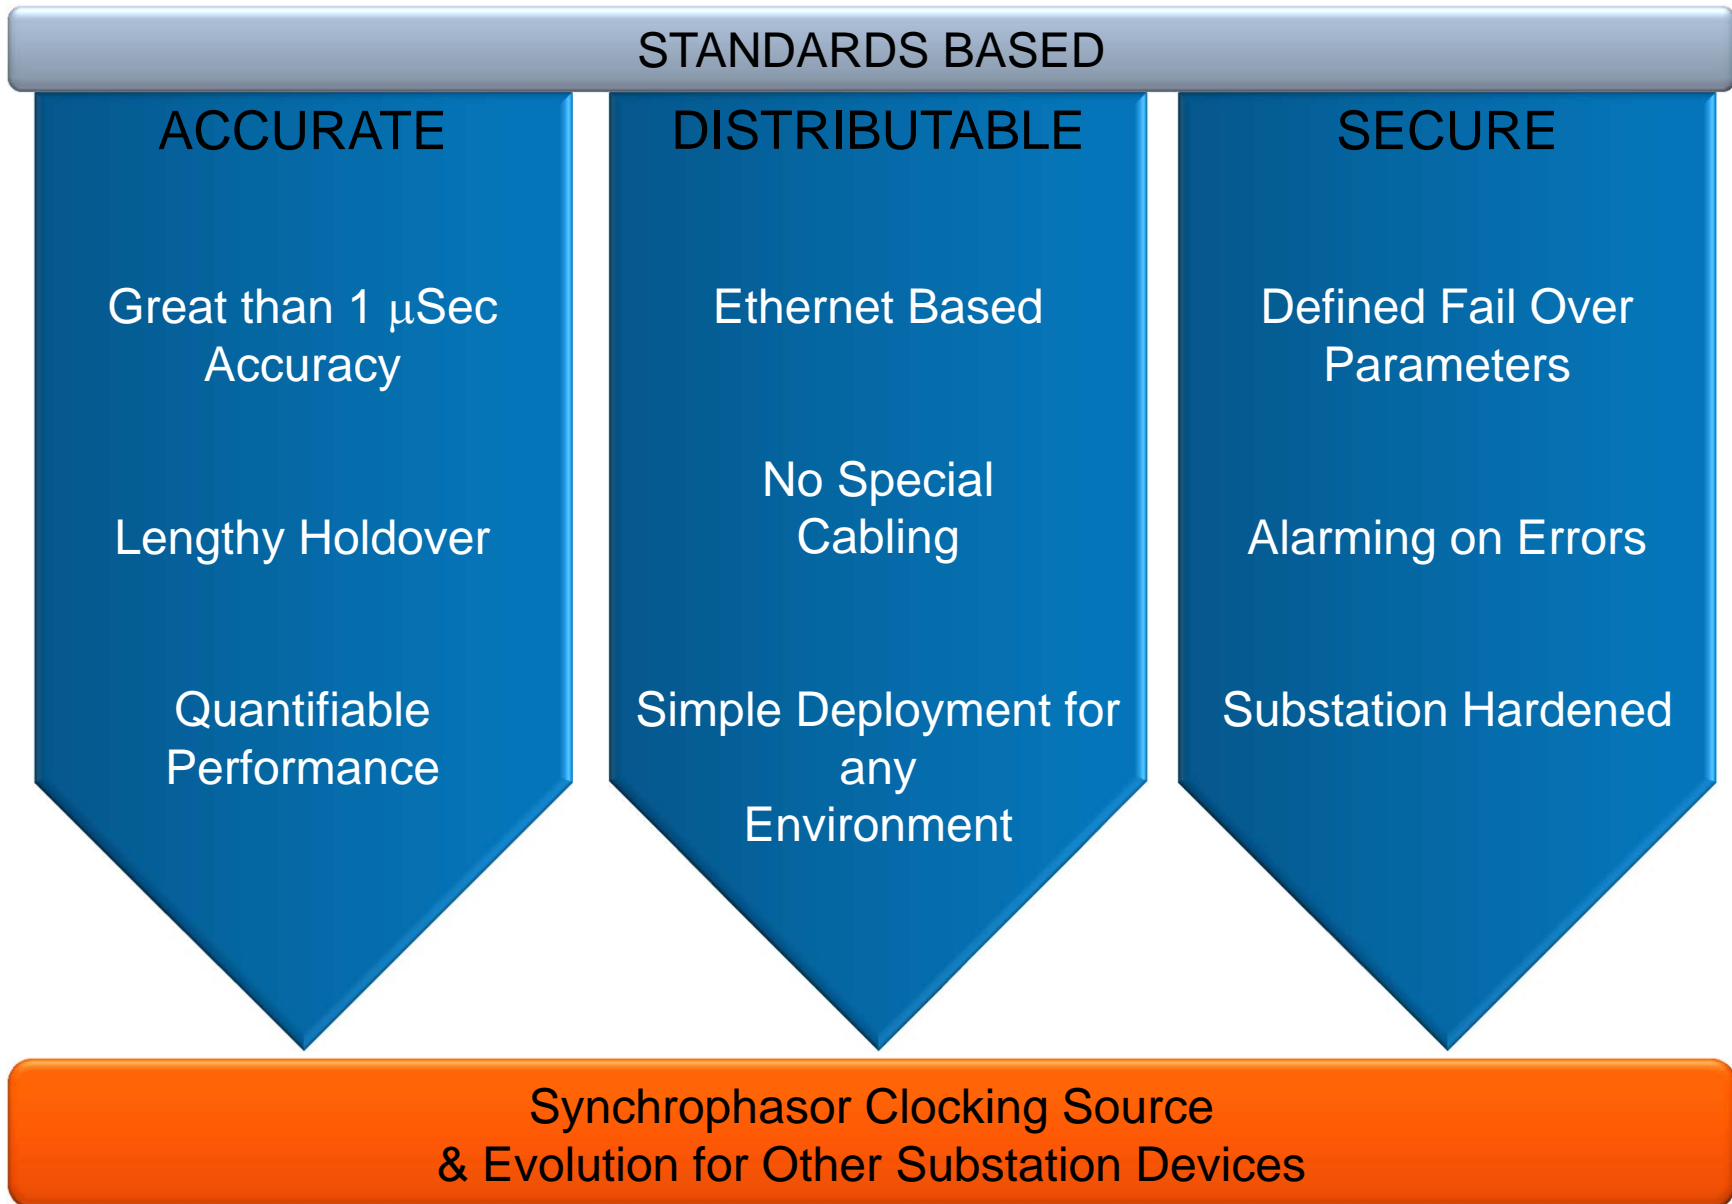 STANDARDS BASED
ACCURATE
Great than 1 μSec
Accuracy
Lengthy Holdover
Quantifiable
Performance
DISTRIBUTABLE
Ethernet Based
No Special
Cabling
Simple Deployment for
any
Environment
SECURE
Defined Fail Over
Parameters
Alarming on Errors
Substation Hardened
Synchrophasor Clocking Source
& Evolution for Other Substation Devices